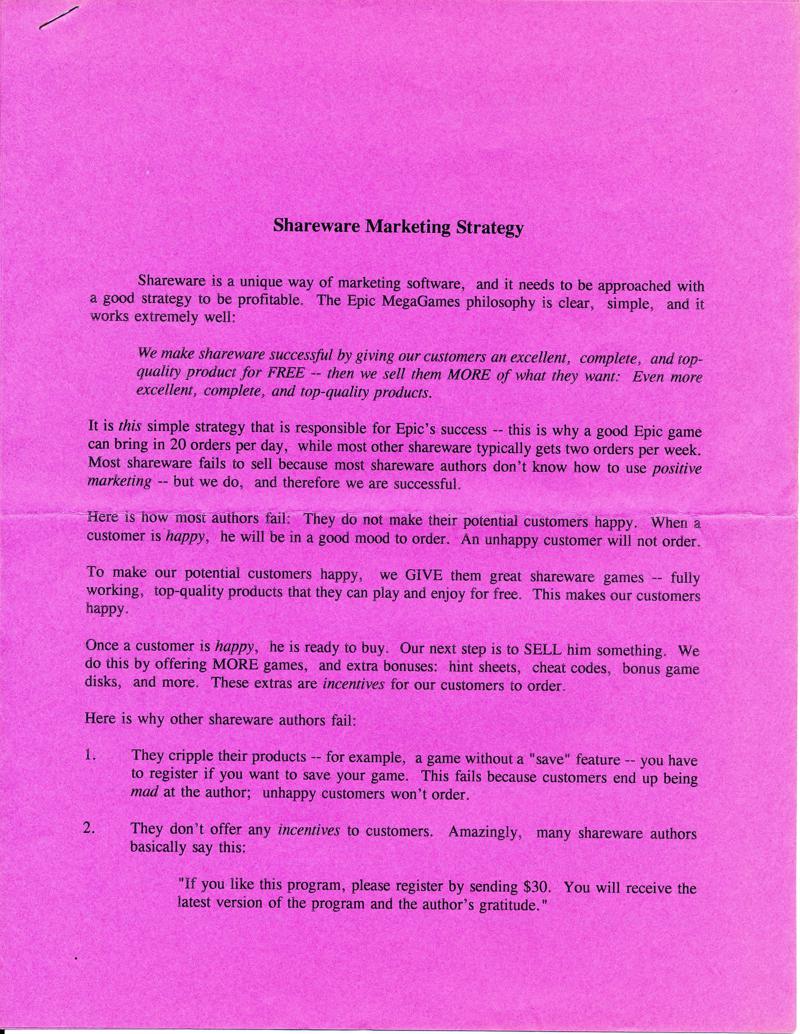 Shareware Marketing Strategy
Shareware is a unique way of marketing software, and it needs to be approached with
a good strategy to be profitable. The Epic MegaGames philosophy is clear, simple, and it
works extremely well:
We make shareware successful by giving our customers an excellent, complete, and top-
quality product for FREE -- then we sell them MORE of what they want: Even more
excellent, complete, and top-quality products.
It is this simple strategy that is responsible for Epic's success -- this is why a good Epic game
can bring in 20 orders per day, while most other shareware typically gets two orders per week.
Most shareware fails to sell because most shareware authors don't know how to use positive
marketing -- but we do, and therefore we are successful.
Here is how most authors fail: They do not make their potential customers happy. When a
customer is happy, he will be in a good mood to order. An unhappy customer will not order.
To make our potential customers happy, we GIVE them great shareware games -- fully
working, top-quality products that they can play and enjoy for free. This makes our customers
happy.
Once a customer is happy, he is ready to buy. Our next step is to SELL him something. We
do this by offering MORE games, and extra bonuses: hint sheets, cheat codes, bonus game
disks, and more. These extras are incentives for our customers to order.
Here is why other shareware authors fail:
1. They cripple their products -- for example, a game without a "save" feature -- you have
to register if you want to save your game. This fails because customers end up being
mad at the author; unhappy customers won't order.
2. They don't offer any incentives to customers. Amazingly, many shareware authors
basically say this:
"If you like this program, please register by sending $30. You will receive the
latest version of the program and the author's gratitude."